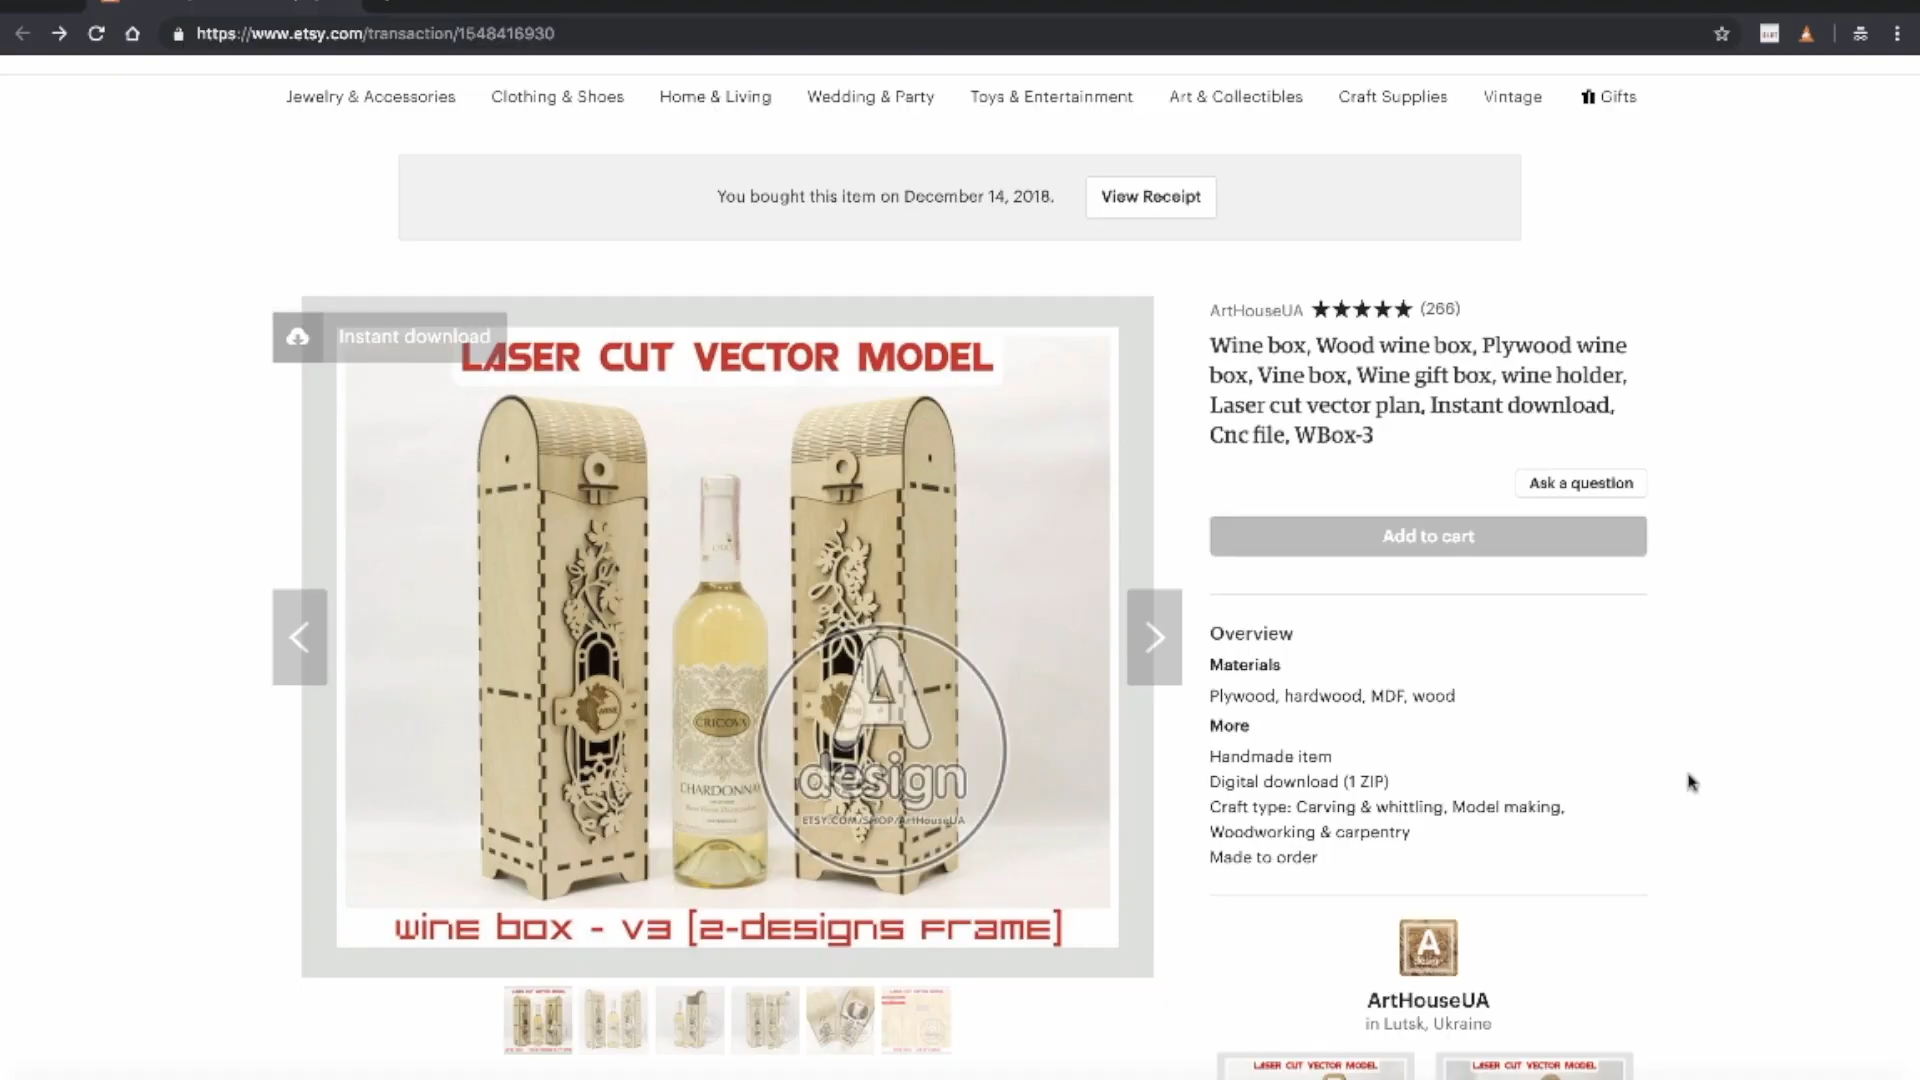 https://www.etsy.com/transaction/1548416930
Jewelry & Accessories
Clothing & Shoes
Home & Living
Wedding & Party
Toys & Entertainment
Art & Collectibles
Craft Supplies
Vintage
Gifts
You bought this item on December 14, 2018.
View Receipt
Instant download
LASER CUT VECTOR MODEL
CRICOVA
CHARDONNAY
WINE
A
design
ETSY.COM/SHOP/ArtHouseUA
wine box - v3 [2-designs frame]
ArtHouseUA ★★★★★ (266)
Wine box, Wood wine box, Plywood wine
box, Vine box, Wine gift box, wine holder,
Laser cut vector plan, Instant download,
Cnc file, WBox-3
Ask a question
Add to cart
Overview
Materials
Plywood, hardwood, MDF, wood
More
Handmade item
Digital download (1 ZIP)
Craft type: Carving & whittling, Model making,
Woodworking & carpentry
Made to order
A
ArtHouseUA
in Lutsk, Ukraine
LASER CUT VECTOR MODEL
LASER CUT VECTOR MODEL